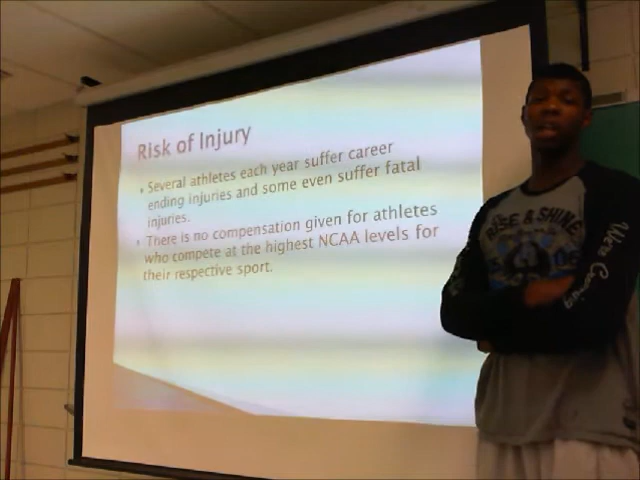 Risk of Injury
Several athletes each year suffer career
ending injuries and some even suffer fatal
injuries.
There is no compensation given for athletes
who compete at the highest NCAA levels for
their respective sport.
RISE & SHINE